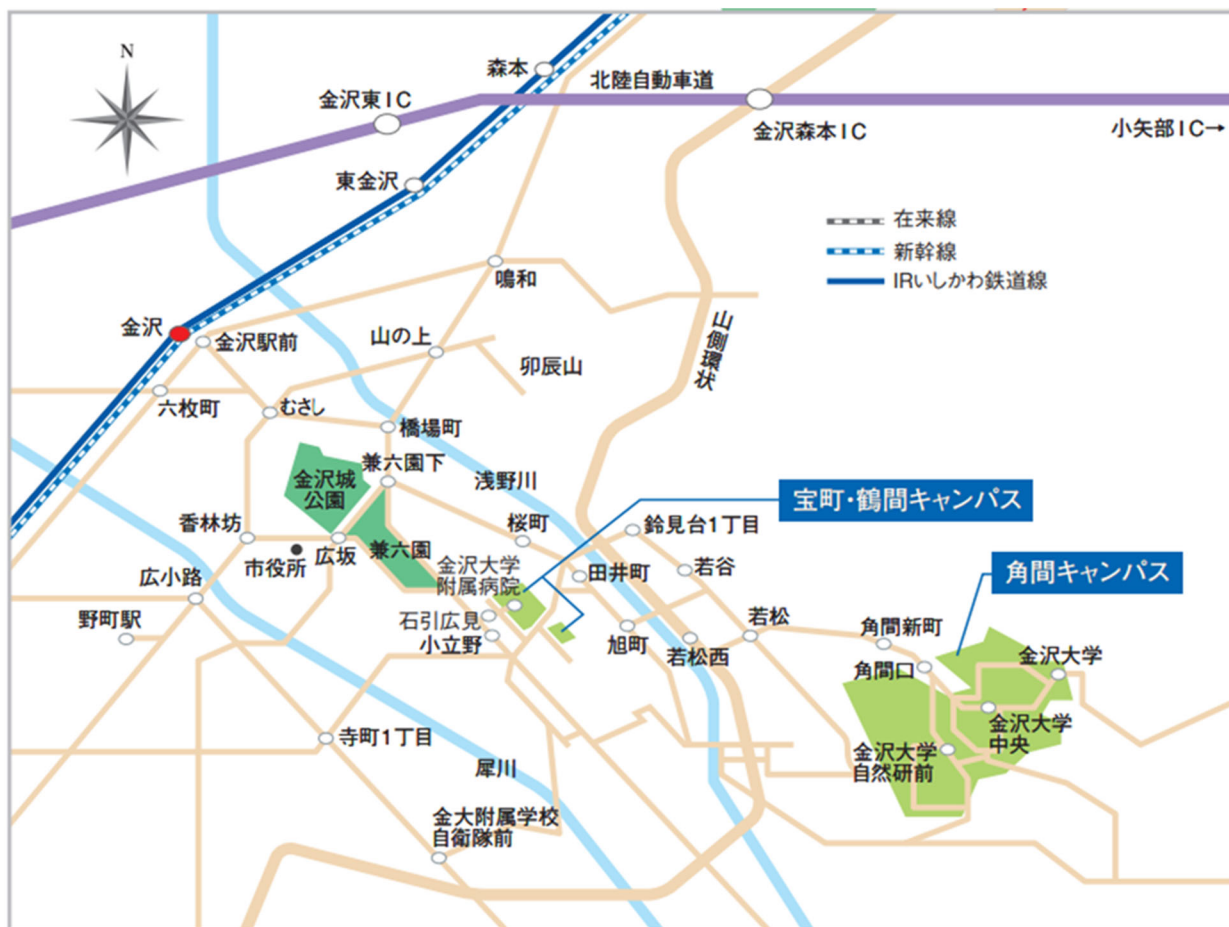 N
森本
北陸自動車道
金沢東IC
金沢森本IC
小矢部IC→
東金沢
在来線
新幹線
IRいしかわ鉄道線
鳴和
金沢
金沢駅前
山の上
卯辰山
山側環状
六枚町
むさし
橋場町
兼六園下
金沢城
公園
浅野川
宝町・鶴間キャンパス
香林坊
桜町
鈴見台1丁目
市役所
広坂
兼六園
金沢大学
附属病院
田井町
若谷
角間キャンパス
広小路
野町駅
石引広見
小立野
旭町
若松西
若松
角間新町
角間口
金沢大学
金沢大学
中央
寺町1丁目
金沢大学
自然研前
犀川
金大附属学校
自衛隊前